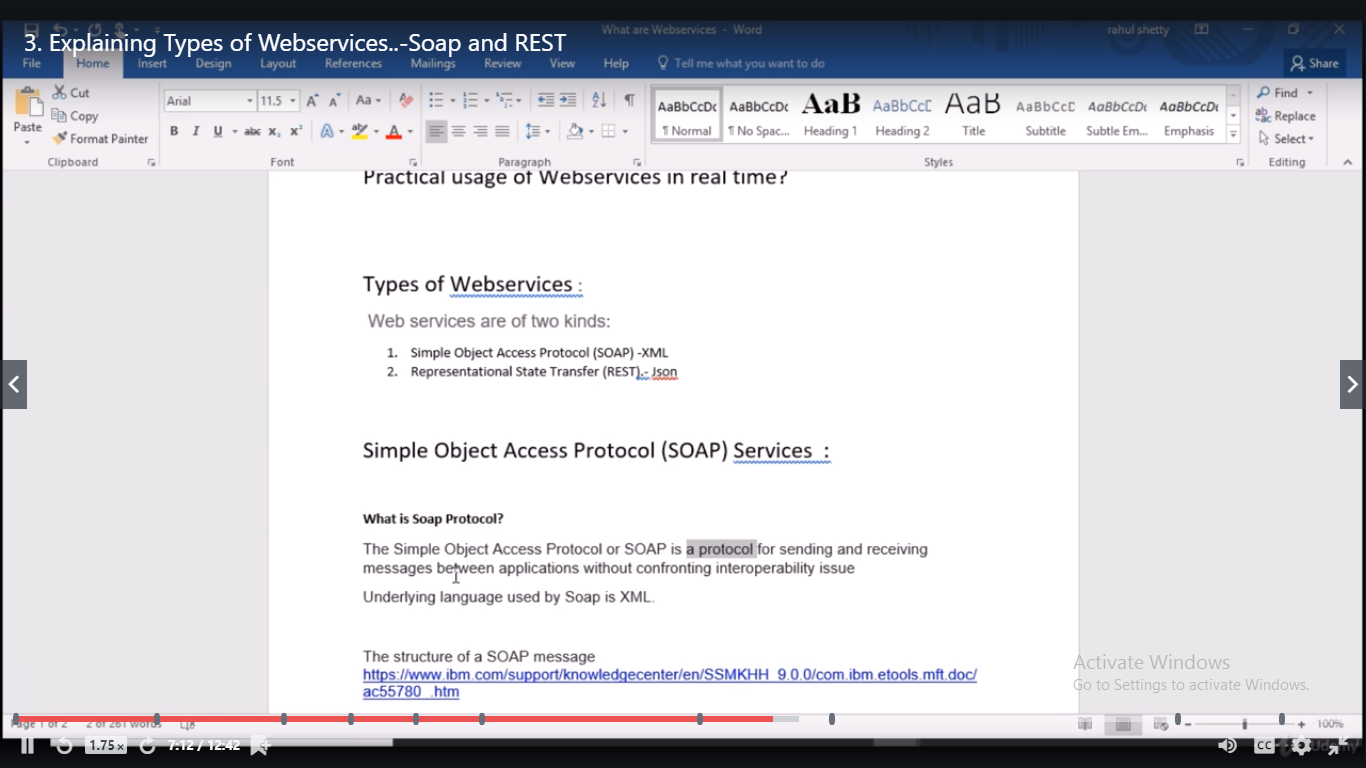 3. Explaining Types of Webservices..-Soap and REST
What are Webservices - Word
rahul shetty
File Home Insert Design Layout References Mailings Review View Help Tell me what you want to do Share
Paste
Cut
Copy
Format Painter
Clipboard
Arial 11.5 Aa
B I U abc x₂ x² A
Font
Paragraph
AaBbCcDc AaBbCcDc AaB AaBbCcE AaB AaBbCcD AaBbCcDt AaBbCcDt
¶ Normal ¶ No Spac... Heading 1 Heading 2 Title Subtitle Subtle Em... Emphasis
Styles
Find
Replace
Select
Editing
Practical usage of Webservices in real time?
Types of Webservices :
Web services are of two kinds:
1. Simple Object Access Protocol (SOAP) -XML
2. Representational State Transfer (REST).- Json
Simple Object Access Protocol (SOAP) Services :
What is Soap Protocol?
The Simple Object Access Protocol or SOAP is a protocol for sending and receiving
messages between applications without confronting interoperability issue
Underlying language used by Soap is XML.
The structure of a SOAP message
https://www.ibm.com/support/knowledgecenter/en/SSMKHH_9.0.0/com.ibm.etools.mft.doc/
ac55780_.htm
Activate Windows
Go to Settings to activate Windows.
Page 1 of 2 2 of 261 words
100%
1.75x 7:12 / 12:42
CC
Udemy